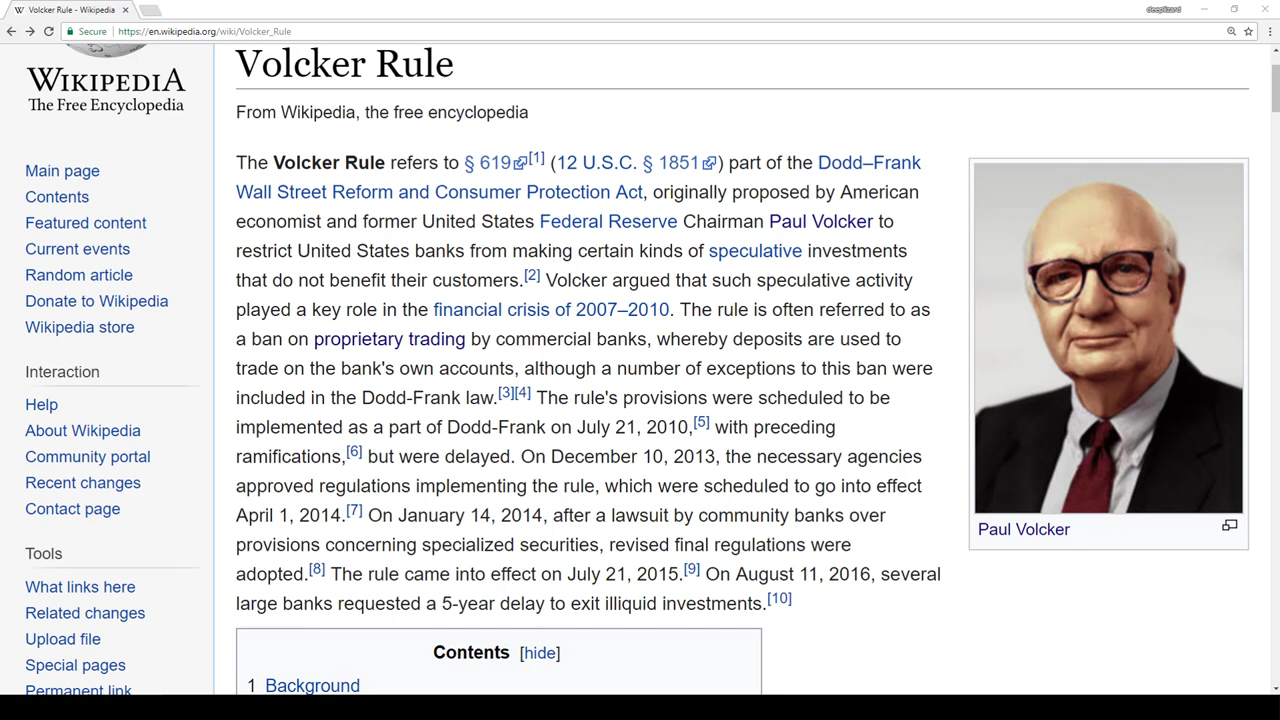 Volcker Rule - Wikipedia
deeplizard
Secure
https://en.wikipedia.org/wiki/Volcker_Rule
WIKIPEDIA
The Free Encyclopedia
Main page
Contents
Featured content
Current events
Random article
Donate to Wikipedia
Wikipedia store
Interaction
Help
About Wikipedia
Community portal
Recent changes
Contact page
Tools
What links here
Related changes
Upload file
Special pages
Permanent link
Volcker Rule
From Wikipedia, the free encyclopedia
The Volcker Rule refers to § 619[1] (12 U.S.C. § 1851) part of the Dodd–Frank
Wall Street Reform and Consumer Protection Act, originally proposed by American
economist and former United States Federal Reserve Chairman Paul Volcker to
restrict United States banks from making certain kinds of speculative investments
that do not benefit their customers.[2] Volcker argued that such speculative activity
played a key role in the financial crisis of 2007–2010. The rule is often referred to as
a ban on proprietary trading by commercial banks, whereby deposits are used to
trade on the bank's own accounts, although a number of exceptions to this ban were
included in the Dodd-Frank law.[3][4] The rule's provisions were scheduled to be
implemented as a part of Dodd-Frank on July 21, 2010,[5] with preceding
ramifications,[6] but were delayed. On December 10, 2013, the necessary agencies
approved regulations implementing the rule, which were scheduled to go into effect
April 1, 2014.[7] On January 14, 2014, after a lawsuit by community banks over
provisions concerning specialized securities, revised final regulations were
adopted.[8] The rule came into effect on July 21, 2015.[9] On August 11, 2016, several
large banks requested a 5-year delay to exit illiquid investments.[10]
Paul Volcker
Contents [hide]
1 Background